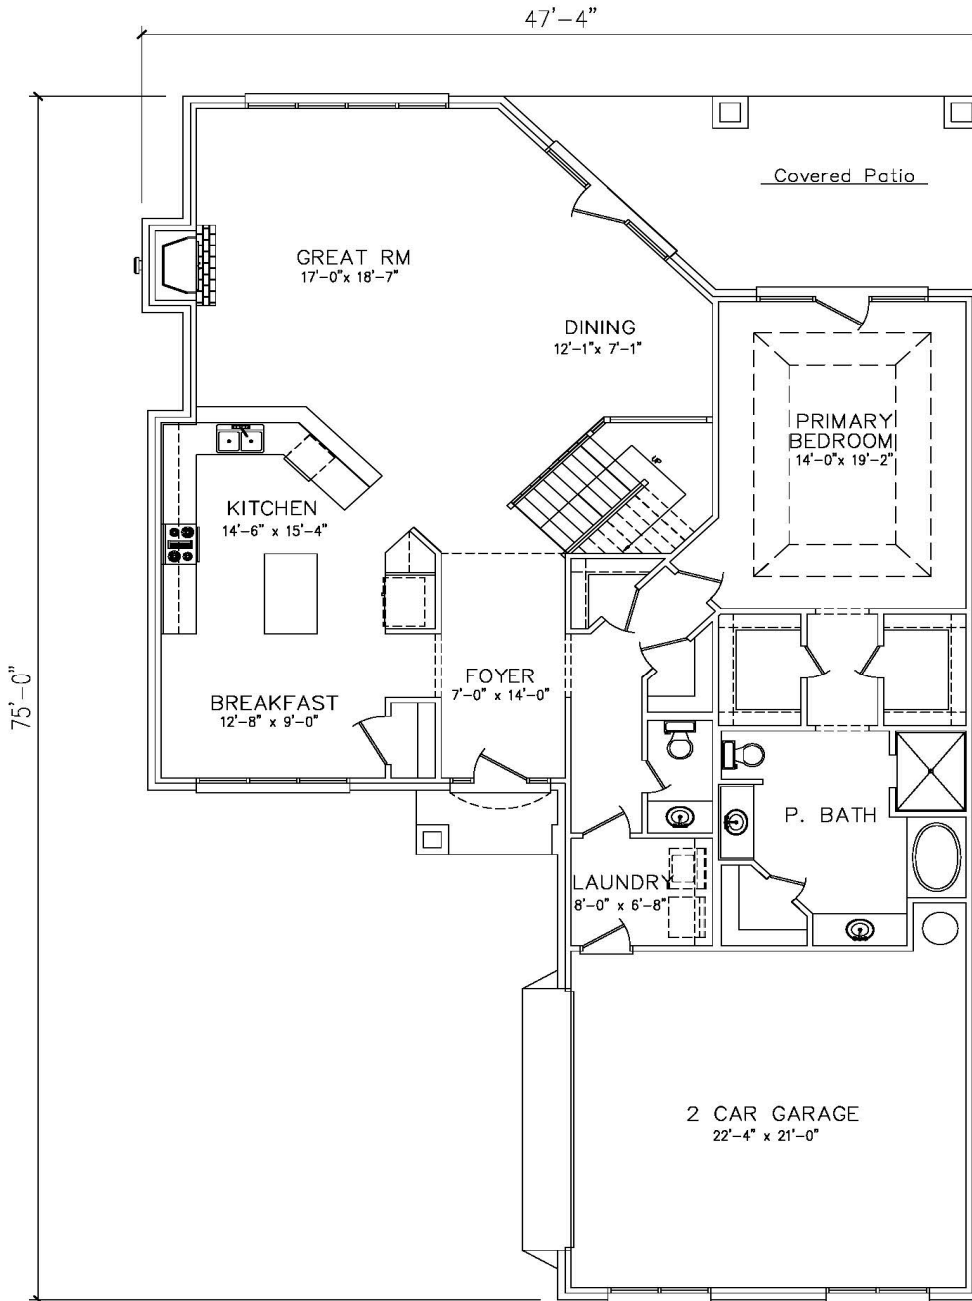 47'-4"
Covered Patio
GREAT RM
17'-0"x 18'-7"
DINING
12'-1"x 7'-1"
PRIMARY
BEDROOM
14'-0"x 19'-2"
UP
KITCHEN
14'-6" x 15'-4"
FOYER
7'-0" x 14'-0"
BREAKFAST
12'-8" x 9'-0"
75'-0"
P. BATH
LAUNDRY
8'-0" x 6'-8"
2 CAR GARAGE
22'-4" x 21'-0"